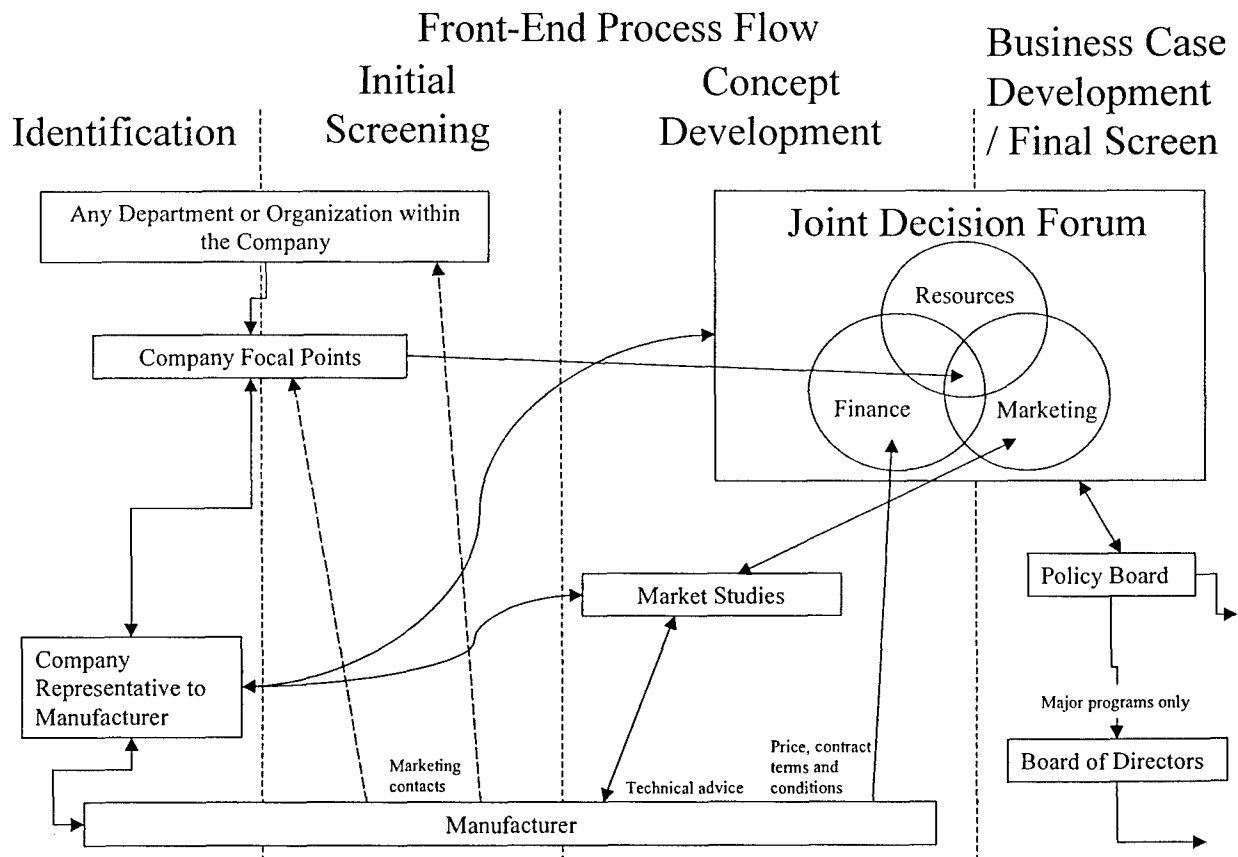 Front-End Process Flow
Identification
Initial
Screening
Concept
Development
Business Case
Development
/ Final Screen
Any Department or Organization within
the Company
Company Focal Points
Joint Decision Forum
Resources
Finance
Marketing
Market Studies
Policy Board
Company
Representative to
Manufacturer
Major programs only
Board of Directors
Marketing
contacts
Technical advice
Price, contract
terms and
conditions
Manufacturer